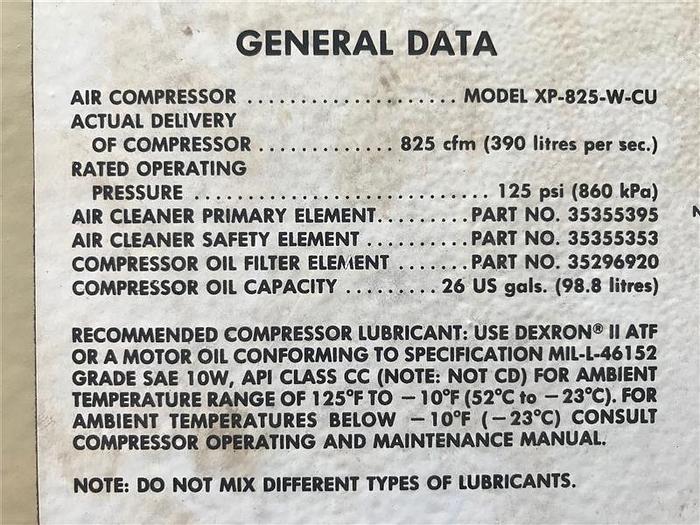 GENERAL DATA
AIR COMPRESSOR ..................... MODEL XP-825-W-CU
ACTUAL DELIVERY
OF COMPRESSOR ............. 825 cfm (390 litres per sec.)
RATED OPERATING
PRESSURE .............................. 125 psi (860 kPa)
AIR CLEANER PRIMARY ELEMENT.........PART NO. 35355395
AIR CLEANER SAFETY ELEMENT ..........PART NO. 35355353
COMPRESSOR OIL FILTER ELEMENT .......PART NO. 35296920
COMPRESSOR OIL CAPACITY ......... 26 US gals. (98.8 litres)
RECOMMENDED COMPRESSOR LUBRICANT: USE DEXRON® II ATF
OR A MOTOR OIL CONFORMING TO SPECIFICATION MIL-L-46152
GRADE SAE 10W, API CLASS CC (NOTE: NOT CD) FOR AMBIENT
TEMPERATURE RANGE OF 125°F TO −10°F (52°C to −23°C). FOR
AMBIENT TEMPERATURES BELOW −10°F (−23°C) CONSULT
COMPRESSOR OPERATING AND MAINTENANCE MANUAL.
NOTE: DO NOT MIX DIFFERENT TYPES OF LUBRICANTS.